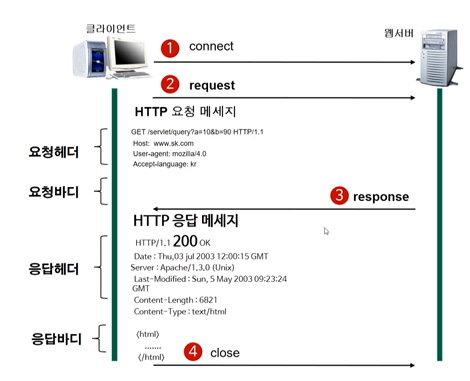 클라이언트
웹서버
1 connect
2 request
HTTP 요청 메세지
요청헤더
GET /servlet/query?a=10&b=90 HTTP/1.1
Host: www.sk.com
User-agent: mozilla/4.0
Accept-language: kr
요청바디
3 response
HTTP 응답 메세지
응답헤더
HTTP/1.1 200 OK
Date : Thu,03 jul 2003 12:00:15 GMT
Server : Apache/1.3.0 (Unix)
Last-Modified : Sun, 5 May 2003 09:23:24
GMT
Content-Length : 6821
Content-Type : text/html
응답바디
<html>
.......
</html>
4 close